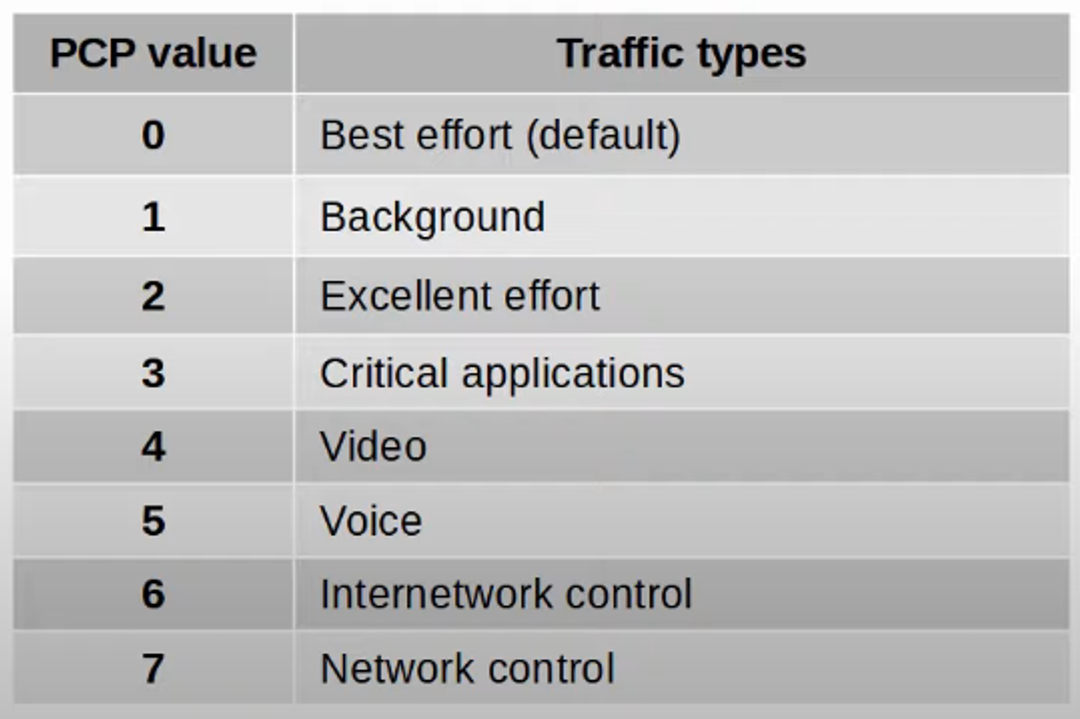 PCP value Traffic types
0 Best effort (default)
1 Background
2 Excellent effort
3 Critical applications
4 Video
5 Voice
6 Internetwork control
7 Network control